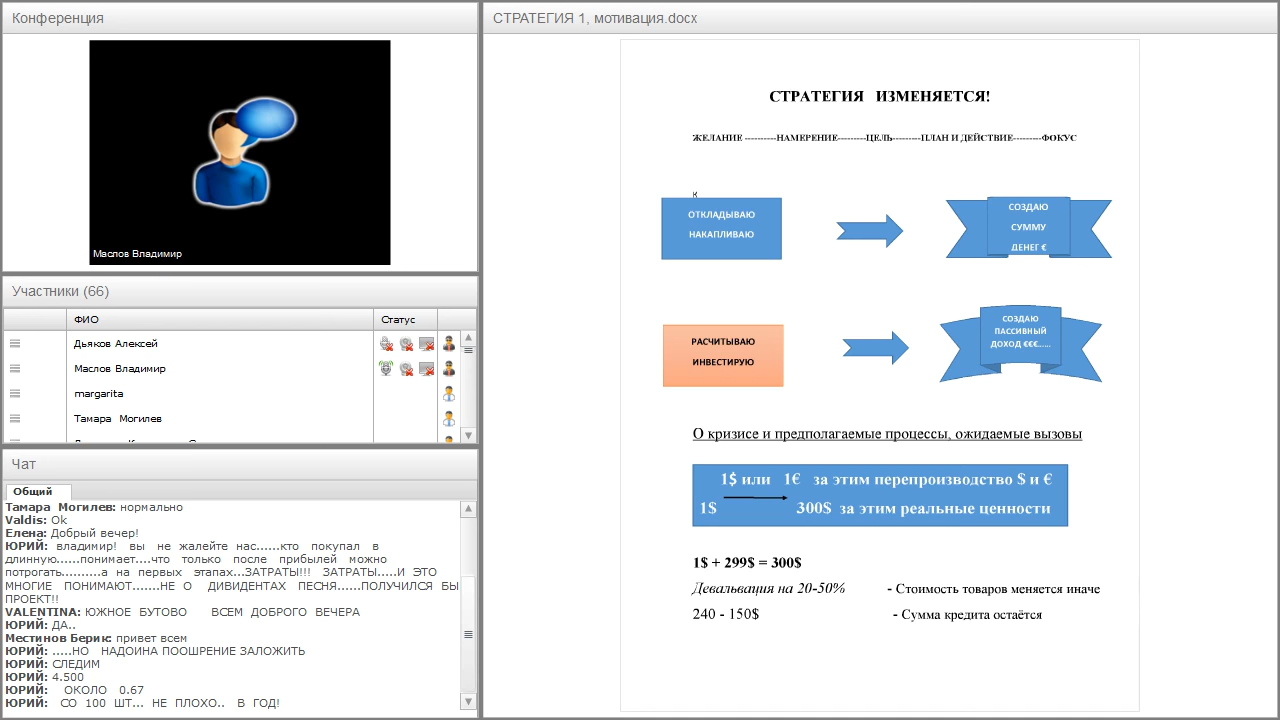 Конференция
Маслов Владимир
Участники (66)
ФИО
Статус
Дьяков Алексей
Маслов Владимир
margarita
Тамара Могилев
Чат
Общий
Тамара Могилев: нормально
Valdis: Ok
Елена: Добрый вечер!
ЮРИЙ: владимир! вы не жалейте нас......кто покупал в
длинную......понимает....что только после прибылей можно
потрогать..........а на первых этапах...ЗАТРАТЫ!!! ЗАТРАТЫ.....И ЭТО
МНОГИЕ ПОНИМАЮТ.......НЕ О ДИВИДЕНТАХ ПЕСНЯ......ПОЛУЧИЛСЯ БЫ
ПРОЕКТ!!
VALENTINA: ЮЖНОЕ БУТОВО ВСЕМ ДОБРОГО ВЕЧЕРА
ЮРИЙ: ДА..
Местинов Берик: привет всем
ЮРИЙ: .....НО НАДОИНА ПООШРЕНИЕ ЗАЛОЖИТЬ
ЮРИЙ: СЛЕДИМ
ЮРИЙ: 4.500
ЮРИЙ: ОКОЛО 0.67
ЮРИЙ: СО 100 ШТ... НЕ ПЛОХО.. В ГОД!
СТРАТЕГИЯ 1, мотивация.docx
СТРАТЕГИЯ ИЗМЕНЯЕТСЯ!
ЖЕЛАНИЕ ----------НАМЕРЕНИЕ---------ЦЕЛЬ---------ПЛАН И ДЕЙСТВИЕ---------ФОКУС
К
ОТКЛАДЫВАЮ
НАКАПЛИВАЮ
СОЗДАЮ
СУММУ
ДЕНЕГ €
РАСЧИТЫВАЮ
ИНВЕСТИРУЮ
СОЗДАЮ
ПАССИВНЫЙ
ДОХОД €€€.....
О кризисе и предполагаемые процессы, ожидаемые вызовы
1$ или 1€ за этим перепроизводство $ и €
1$ 300$ за этим реальные ценности
1$ + 299$ = 300$
Девальвация на 20-50% - Стоимость товаров меняется иначе
240 - 150$ - Сумма кредита остаётся